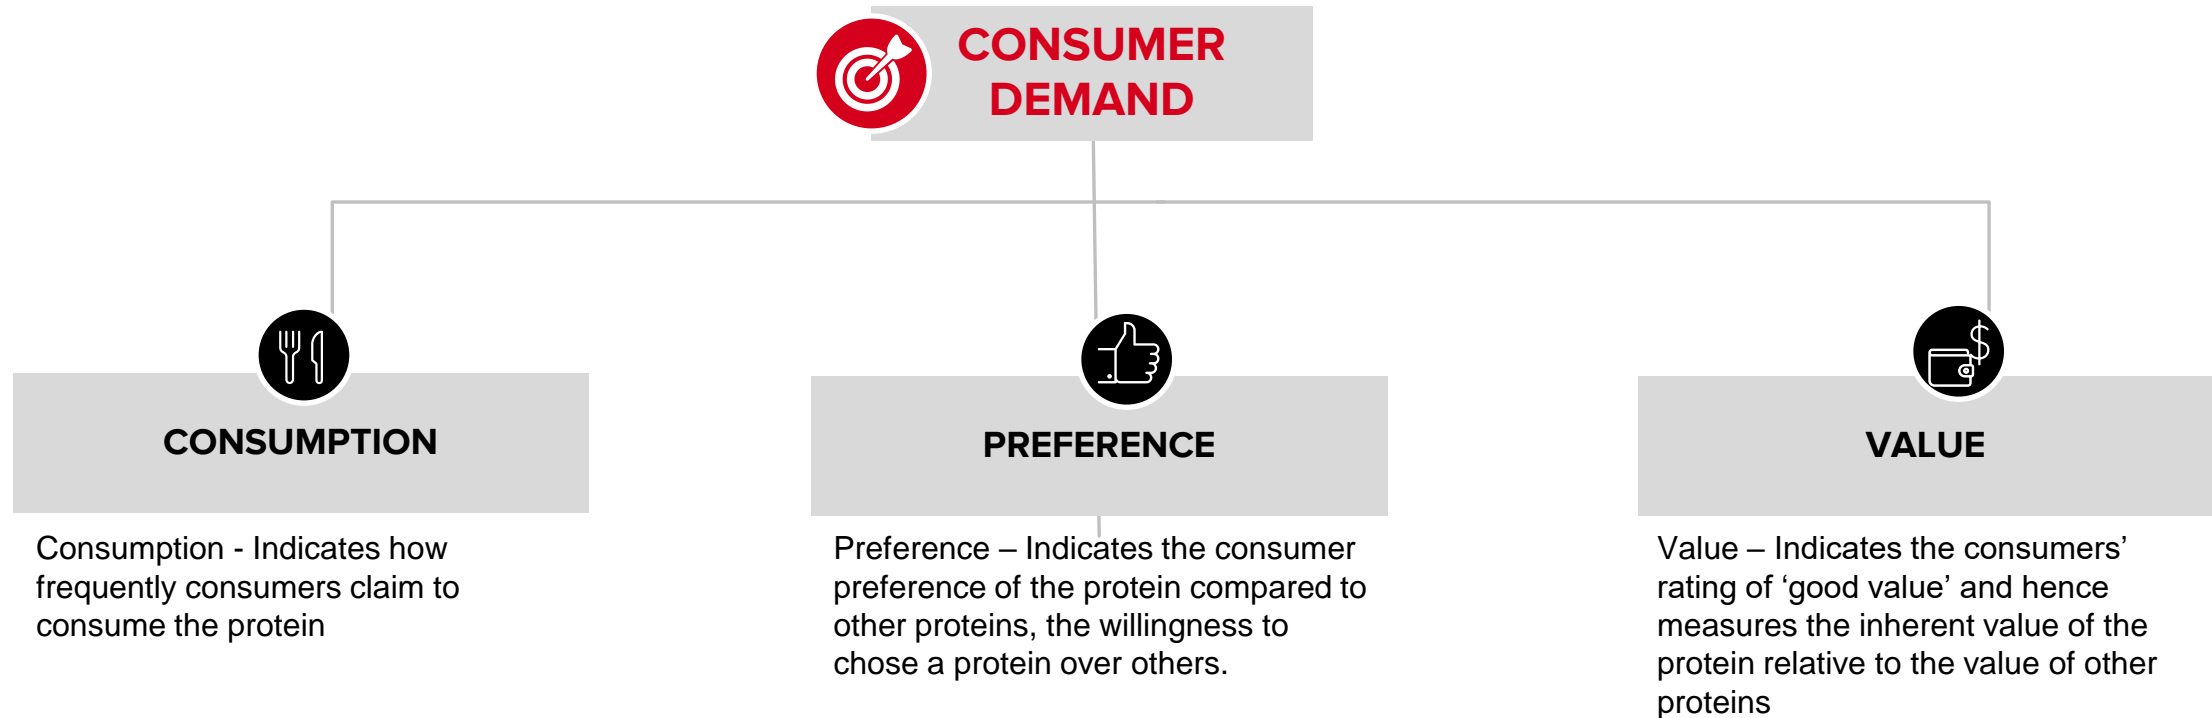 CONSUMER
DEMAND
CONSUMPTION
Consumption - Indicates how
frequently consumers claim to
consume the protein
PREFERENCE
Preference – Indicates the consumer
preference of the protein compared to
other proteins, the willingness to
chose a protein over others.
VALUE
Value – Indicates the consumers’
rating of ‘good value’ and hence
measures the inherent value of the
protein relative to the value of other
proteins